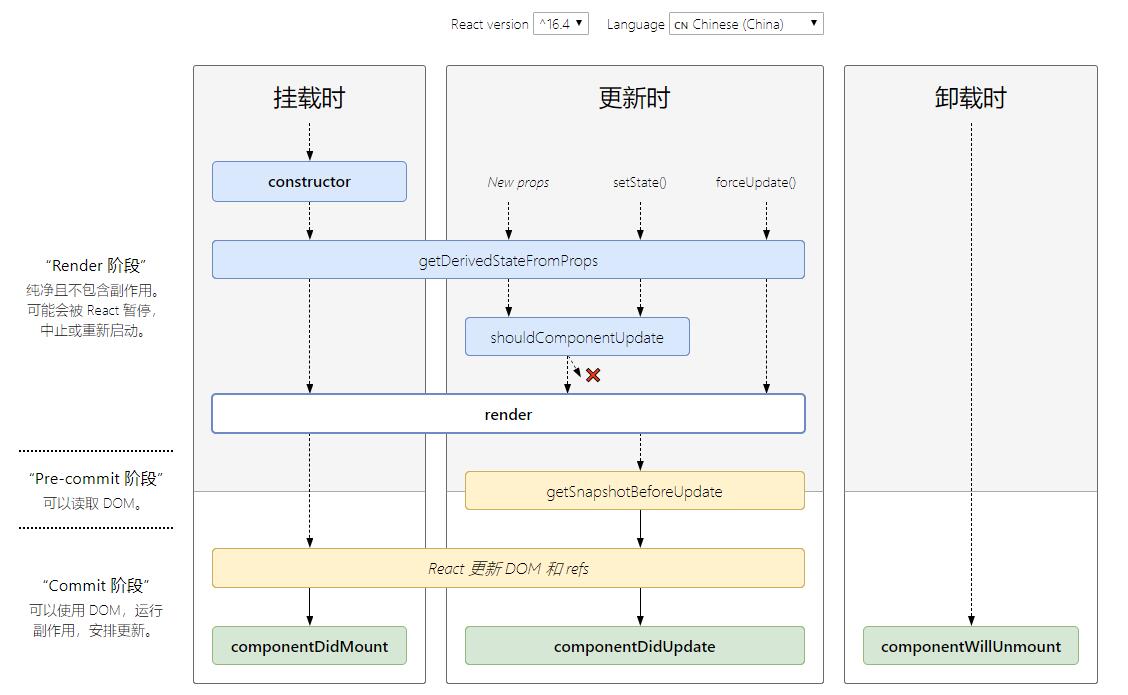 React version ^16.4 Language CN Chinese (China)
挂载时
更新时
卸载时
constructor
New props
setState()
forceUpdate()
getDerivedStateFromProps
shouldComponentUpdate
render
getSnapshotBeforeUpdate
React 更新 DOM 和 refs
componentDidMount
componentDidUpdate
componentWillUnmount
“Render 阶段”
纯净且不包含副作用。
可能会被 React 暂停，
中止或重新启动。
“Pre-commit 阶段”
可以读取 DOM。
“Commit 阶段”
可以使用 DOM，运行
副作用，安排更新。